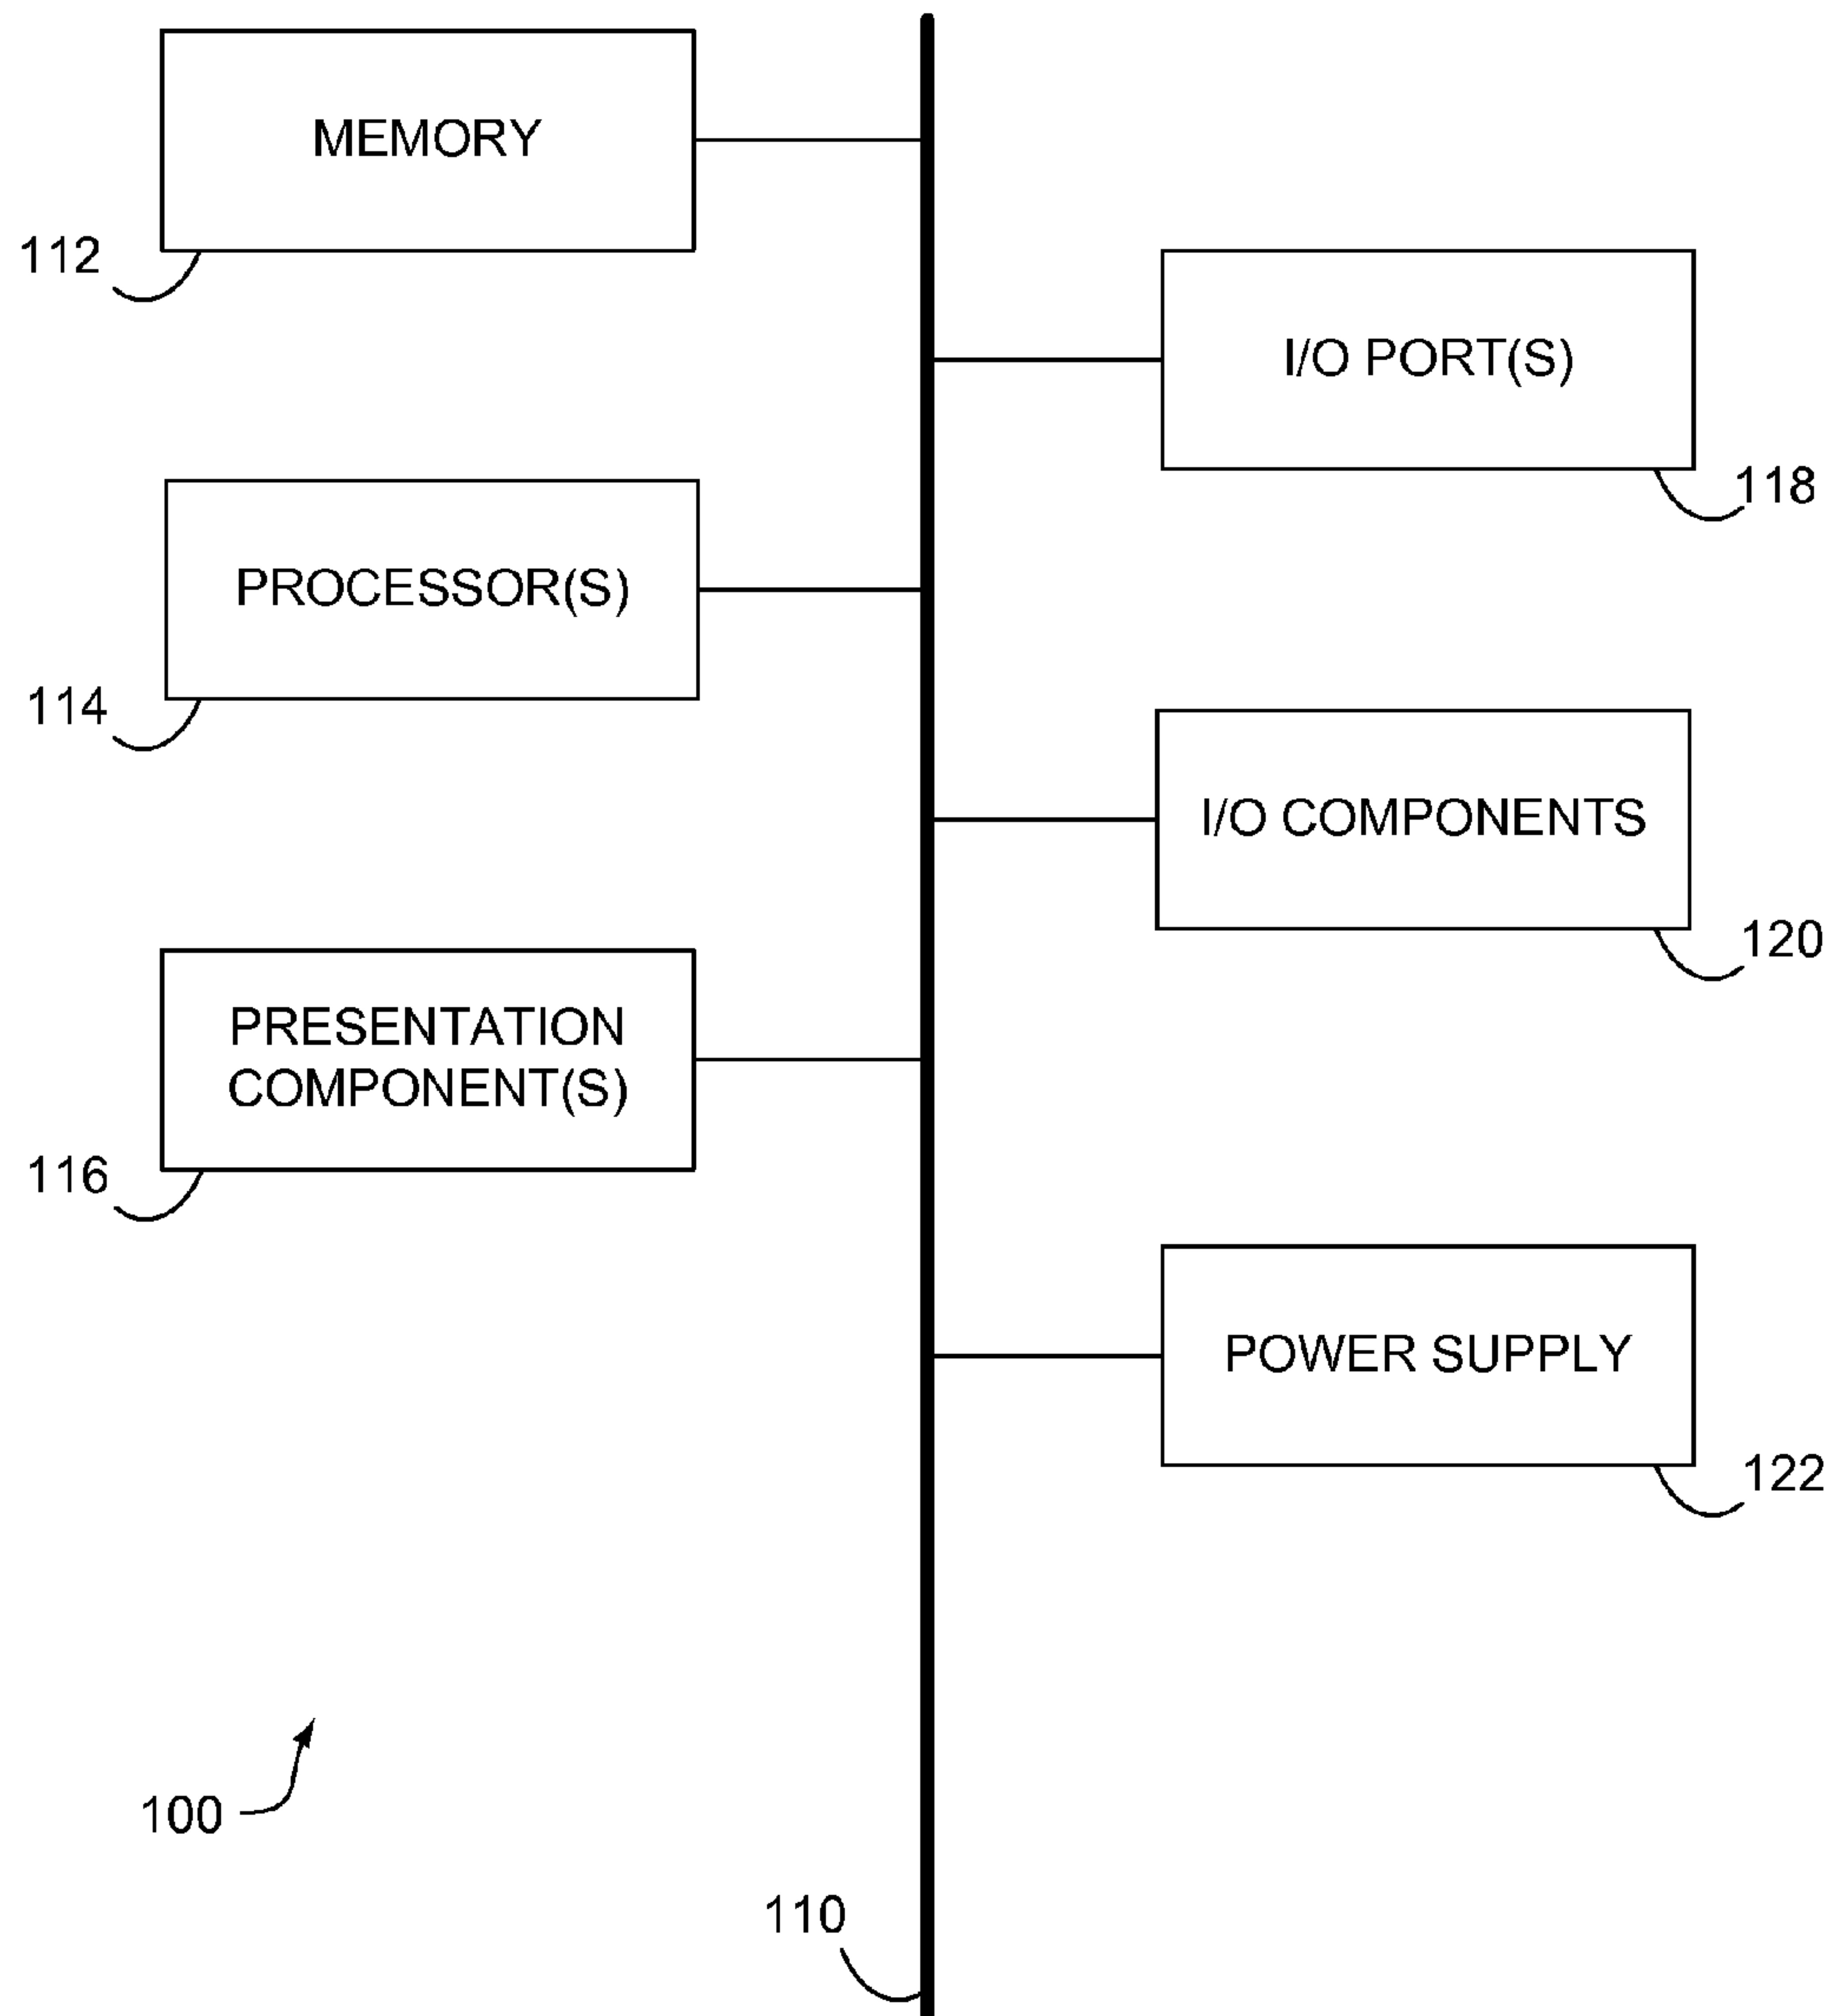 MEMORY
112
I/O PORT(S)
118
PROCESSOR(S)
114
I/O COMPONENTS
120
PRESENTATION
COMPONENT(S)
116
POWER SUPPLY
122
100
110